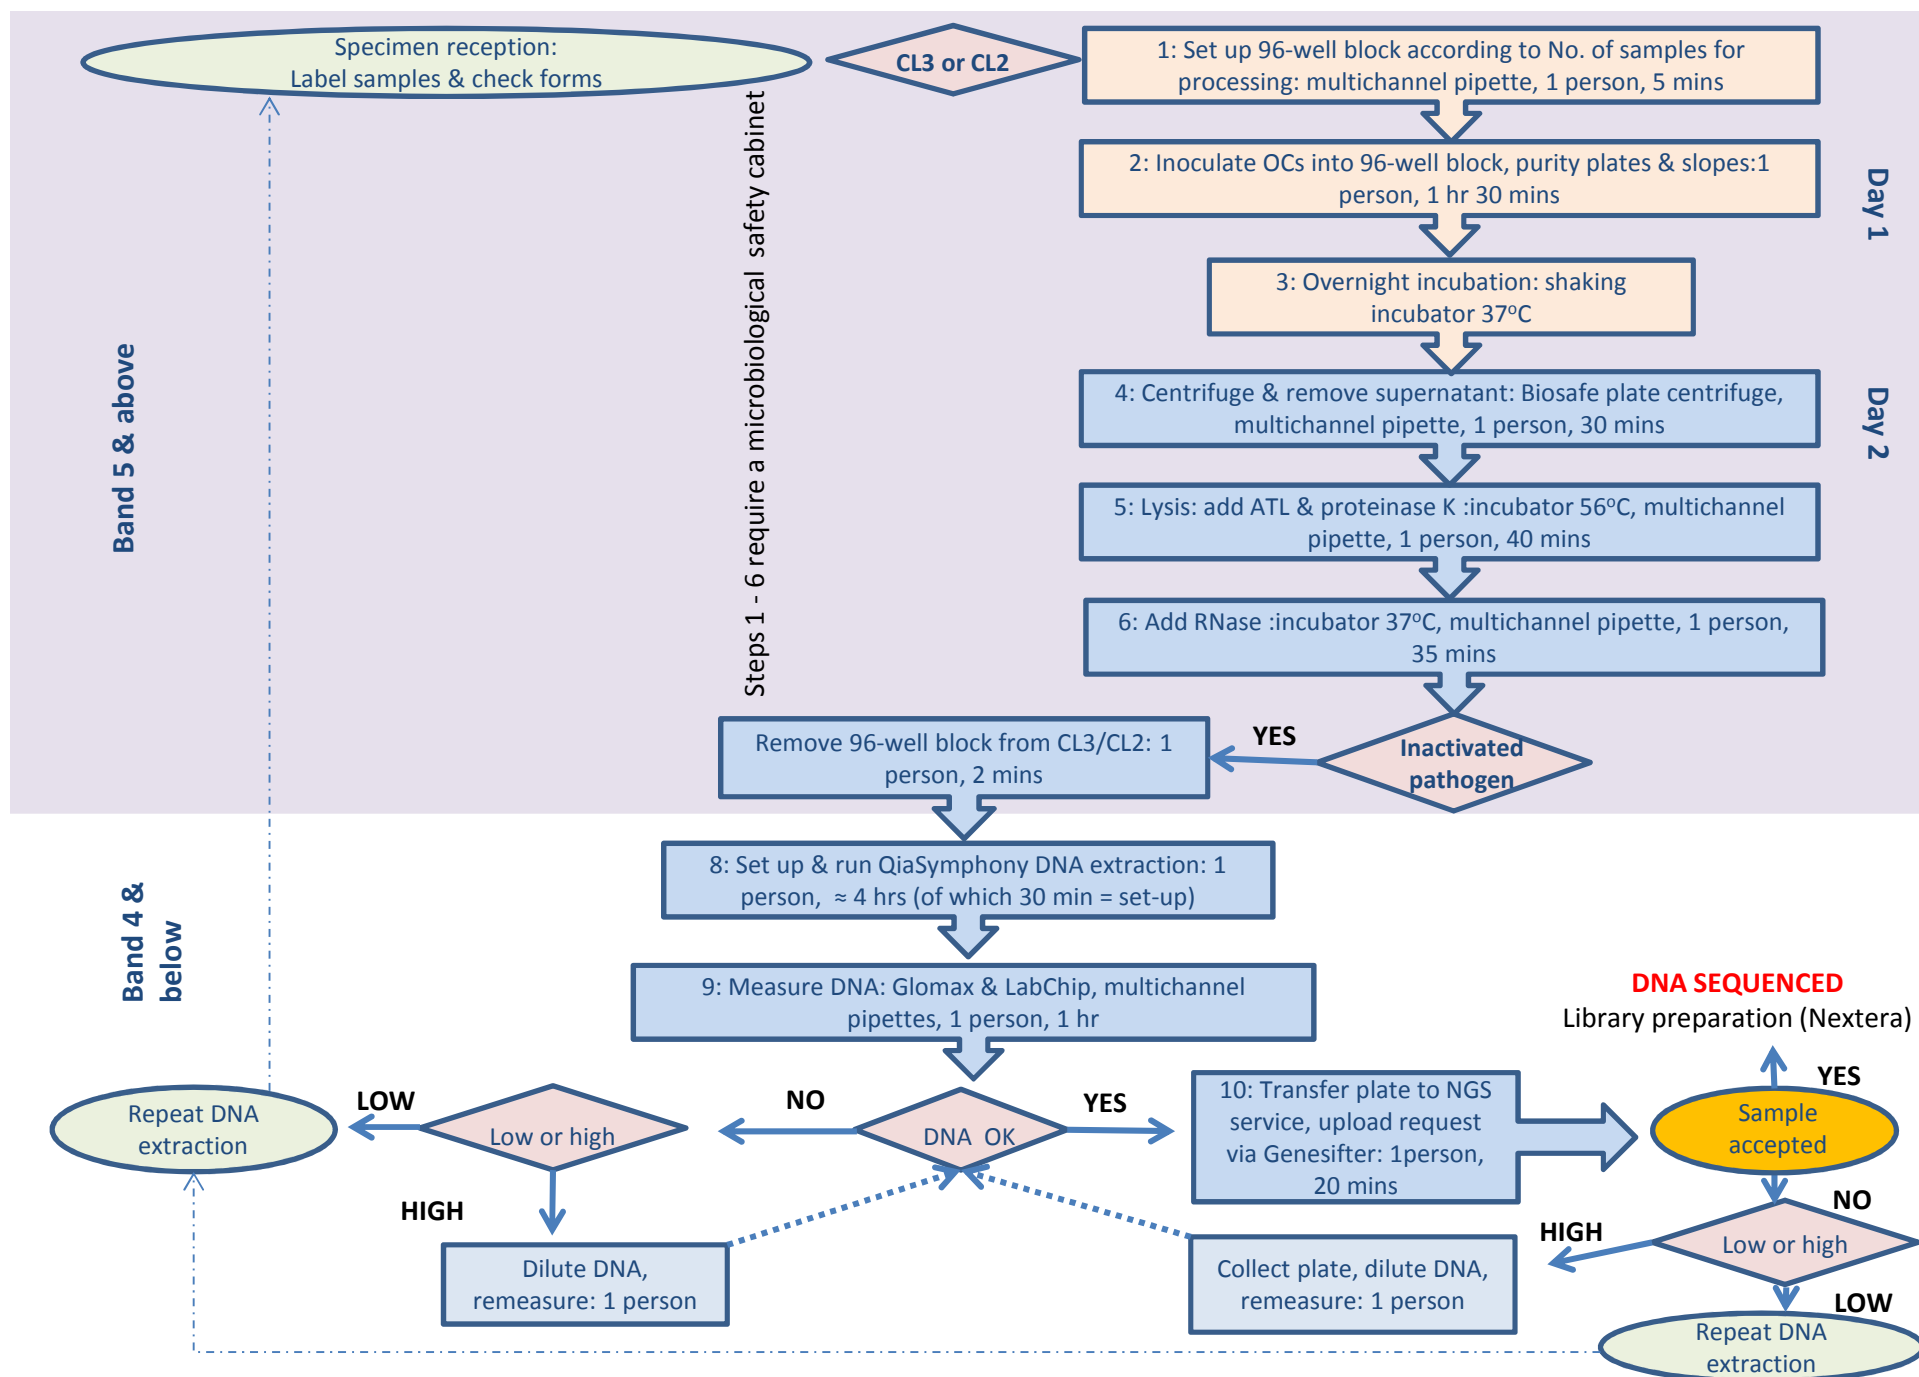 Specimen reception:
Label samples & check forms
CL3 or CL2
1: Set up 96-well block according to No. of samples for
processing: multichannel pipette, 1 person, 5 mins
2: Inoculate OCs into 96-well block, purity plates & slopes:1
person, 1 hr 30 mins
Day 1
3: Overnight incubation: shaking
incubator 37°C
4: Centrifuge & remove supernatant: Biosafe plate centrifuge,
multichannel pipette, 1 person, 30 mins
Day 2
5: Lysis: add ATL & proteinase K :incubator 56°C, multichannel
pipette, 1 person, 40 mins
6: Add RNase :incubator 37°C, multichannel pipette, 1 person,
35 mins
Steps 1 - 6 require a microbiological safety cabinet
Band 5 & above
Inactivated
pathogen
YES
Remove 96-well block from CL3/CL2: 1
person, 2 mins
8: Set up & run QiaSymphony DNA extraction: 1
person, ≈ 4 hrs (of which 30 min = set-up)
Band 4 &
below
9: Measure DNA: Glomax & LabChip, multichannel
pipettes, 1 person, 1 hr
DNA OK
NO
YES
Low or high
LOW
Repeat DNA
extraction
HIGH
Dilute DNA,
remeasure: 1 person
10: Transfer plate to NGS
service, upload request
via Genesifter: 1person,
20 mins
DNA SEQUENCED
Library preparation (Nextera)
YES
Sample
accepted
NO
Low or high
HIGH
Collect plate, dilute DNA,
remeasure: 1 person
LOW
Repeat DNA
extraction